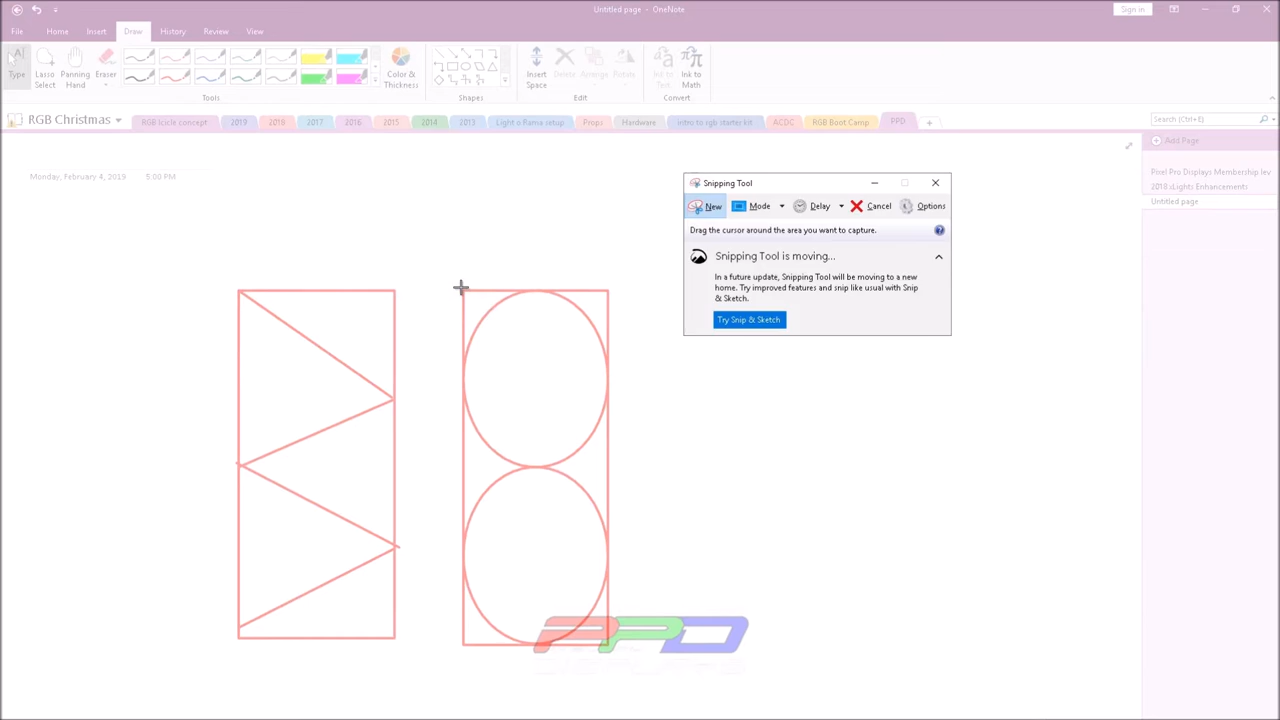 Untitled page - OneNote
Sign in
File Home Insert Draw History Review View
Type
Lasso Select
Panning Hand
Eraser
Color & Thickness
Insert Space
Delete
Arrange
Rotate
Ink to Text
Ink to Math
Tools
Shapes
Edit
Convert
RGB Christmas
RGB Icicle concept 2019 2018 2017 2016 2015 2014 2013 Light o Rama setup Props Hardware intro to rgb starter kit ACDC RGB Boot Camp PPD
Search (Ctrl+E)
Add Page
Pixel Pro Displays Membership lev
2018 xLights Enhancements
Untitled page
Monday, February 4, 2019 5:00 PM
Snipping Tool
New Mode Delay Cancel Options
Drag the cursor around the area you want to capture.
Snipping Tool is moving...
In a future update, Snipping Tool will be moving to a new
home. Try improved features and snip like usual with Snip
& Sketch.
Try Snip & Sketch
PPD